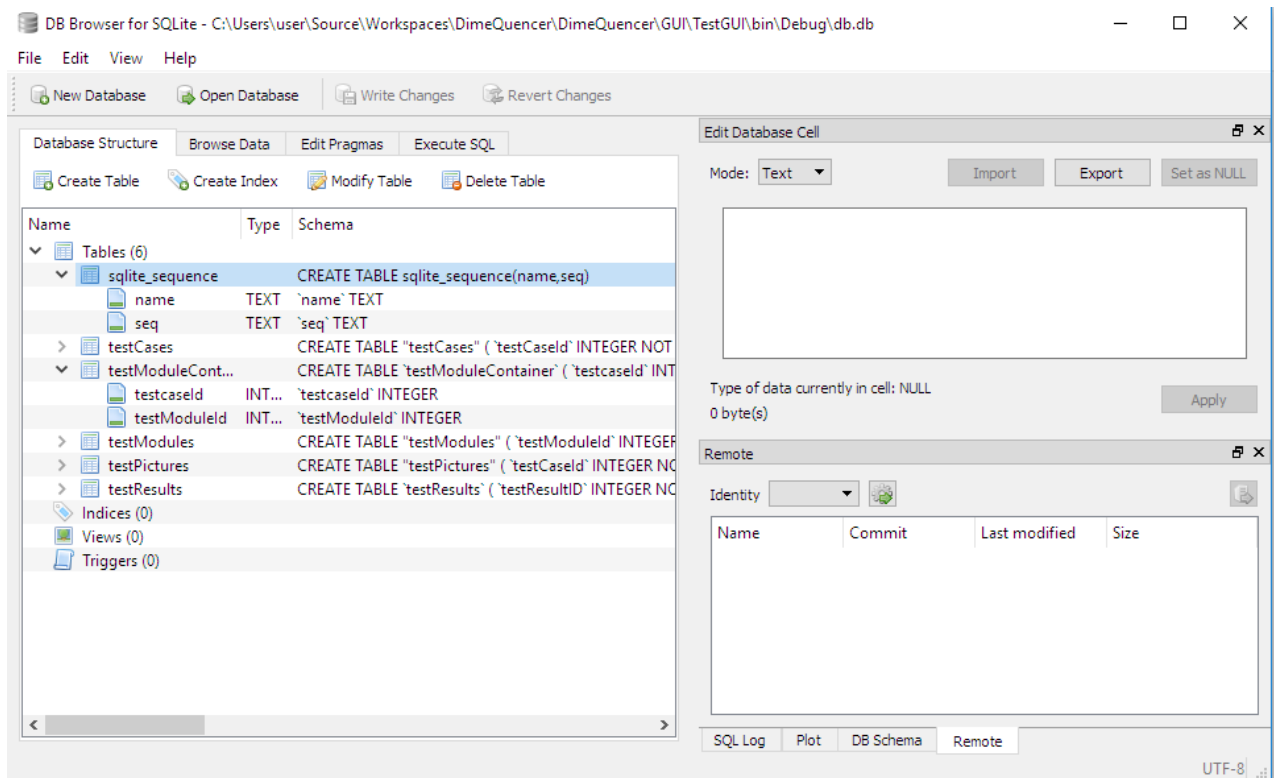 DB Browser for SQLite - C:\Users\user\Source\Workspaces\DimeQuencer\DimeQuencer\GUI\TestGUI\bin\Debug\db.db
File Edit View Help
New Database Open Database Write Changes Revert Changes
Database Structure Browse Data Edit Pragmas Execute SQL
Create Table Create Index Modify Table Delete Table
Name Type Schema
Tables (6)
sqlite_sequence CREATE TABLE sqlite_sequence(name,seq)
name TEXT `name` TEXT
seq TEXT `seq` TEXT
testCases CREATE TABLE "testCases" ( `testCaseId` INTEGER NOT
testModuleCont... CREATE TABLE `testModuleContainer` ( `testcaseId` INT
testcaseId INT... `testcaseId` INTEGER
testModuleId INT... `testModuleId` INTEGER
testModules CREATE TABLE "testModules" ( `testModuleId` INTEGER
testPictures CREATE TABLE "testPictures" ( `testCaseId` INTEGER NO
testResults CREATE TABLE `testResults` ( `testResultID` INTEGER NO
Indices (0)
Views (0)
Triggers (0)
Edit Database Cell
Mode: Text Import Export Set as NULL
Type of data currently in cell: NULL
0 byte(s)
Apply
Remote
Identity
Name Commit Last modified Size
SQL Log Plot DB Schema Remote
UTF-8